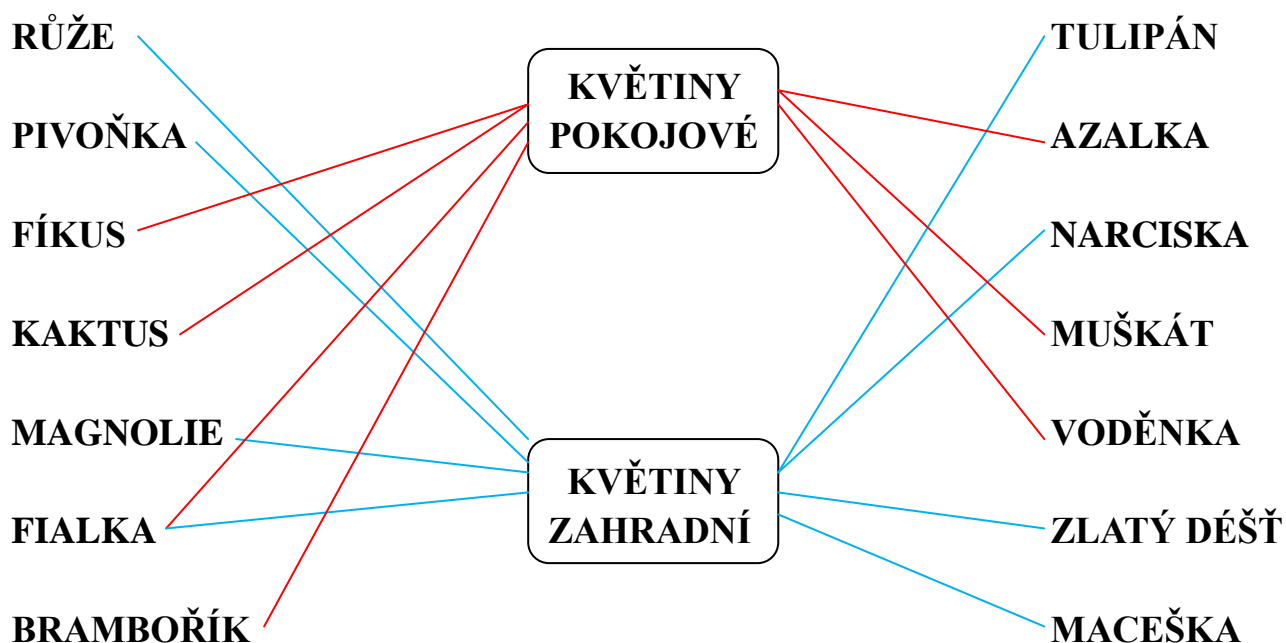 RŮŽE
PIVOŇKA
FÍKUS
KAKTUS
MAGNOLIE
FIALKA
BRAMBOŘÍK
KVĚTINY
POKOJOVÉ
KVĚTINY
ZAHRADNÍ
TULIPÁN
AZALKA
NARCISKA
MUŠKÁT
VODĚNKA
ZLATÝ DÉŠŤ
MACEŠKA